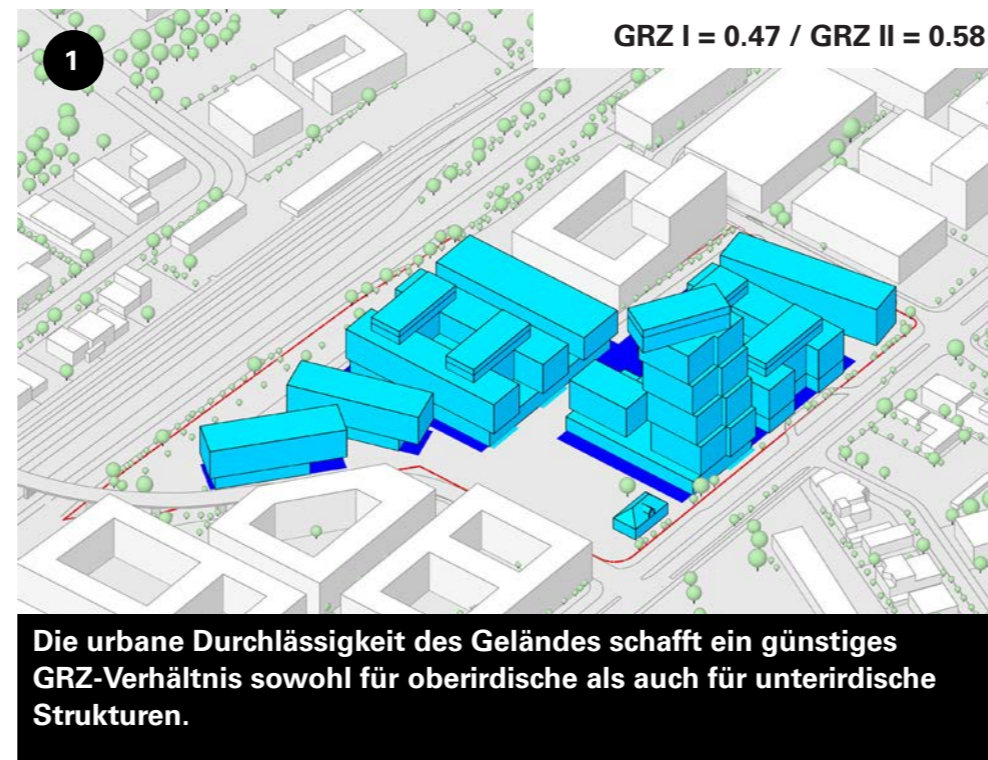 1
GRZ I = 0.47 / GRZ II = 0.58
Die urbane Durchlässigkeit des Geländes schafft ein günstiges
GRZ-Verhältnis sowohl für oberirdische als auch für unterirdische
Strukturen.